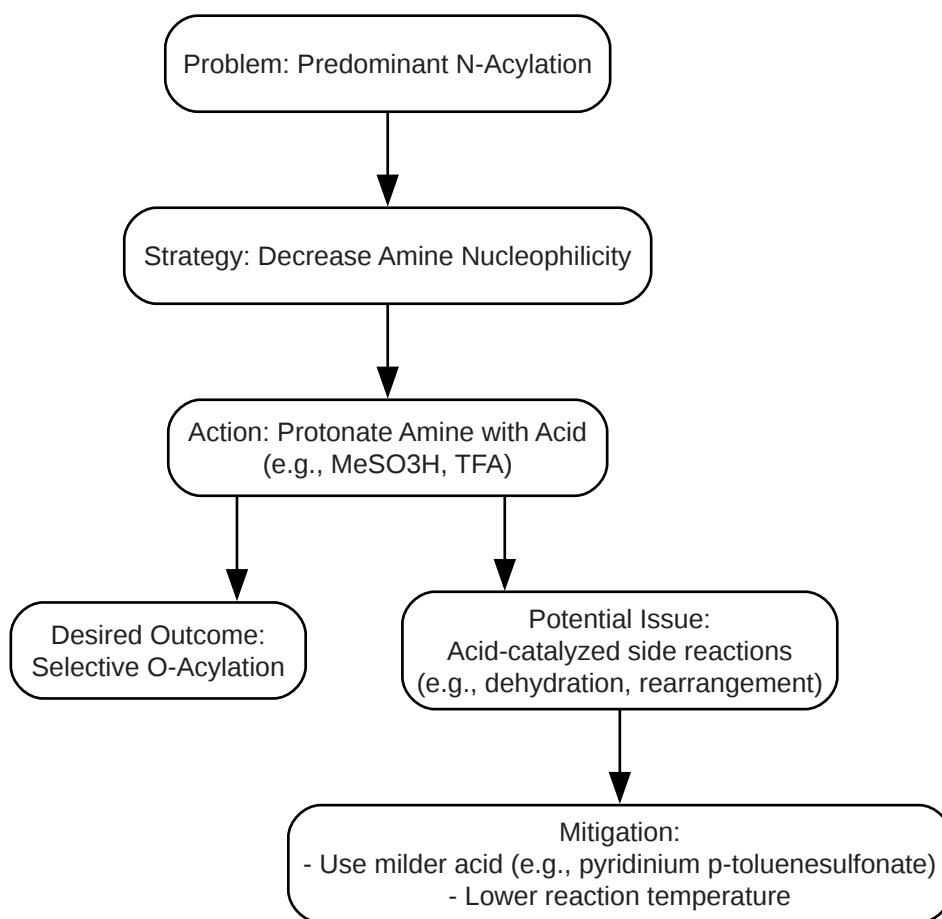 Problem: Predominant N-Acylation
Strategy: Decrease Amine Nucleophilicity
Action: Protonate Amine with Acid
(e.g., MeSO3H, TFA)
Desired Outcome:
Selective O-Acylation
Potential Issue:
Acid-catalyzed side reactions
(e.g., dehydration, rearrangement)
Mitigation:
- Use milder acid (e.g., pyridinium p-toluenesulfonate)
- Lower reaction temperature